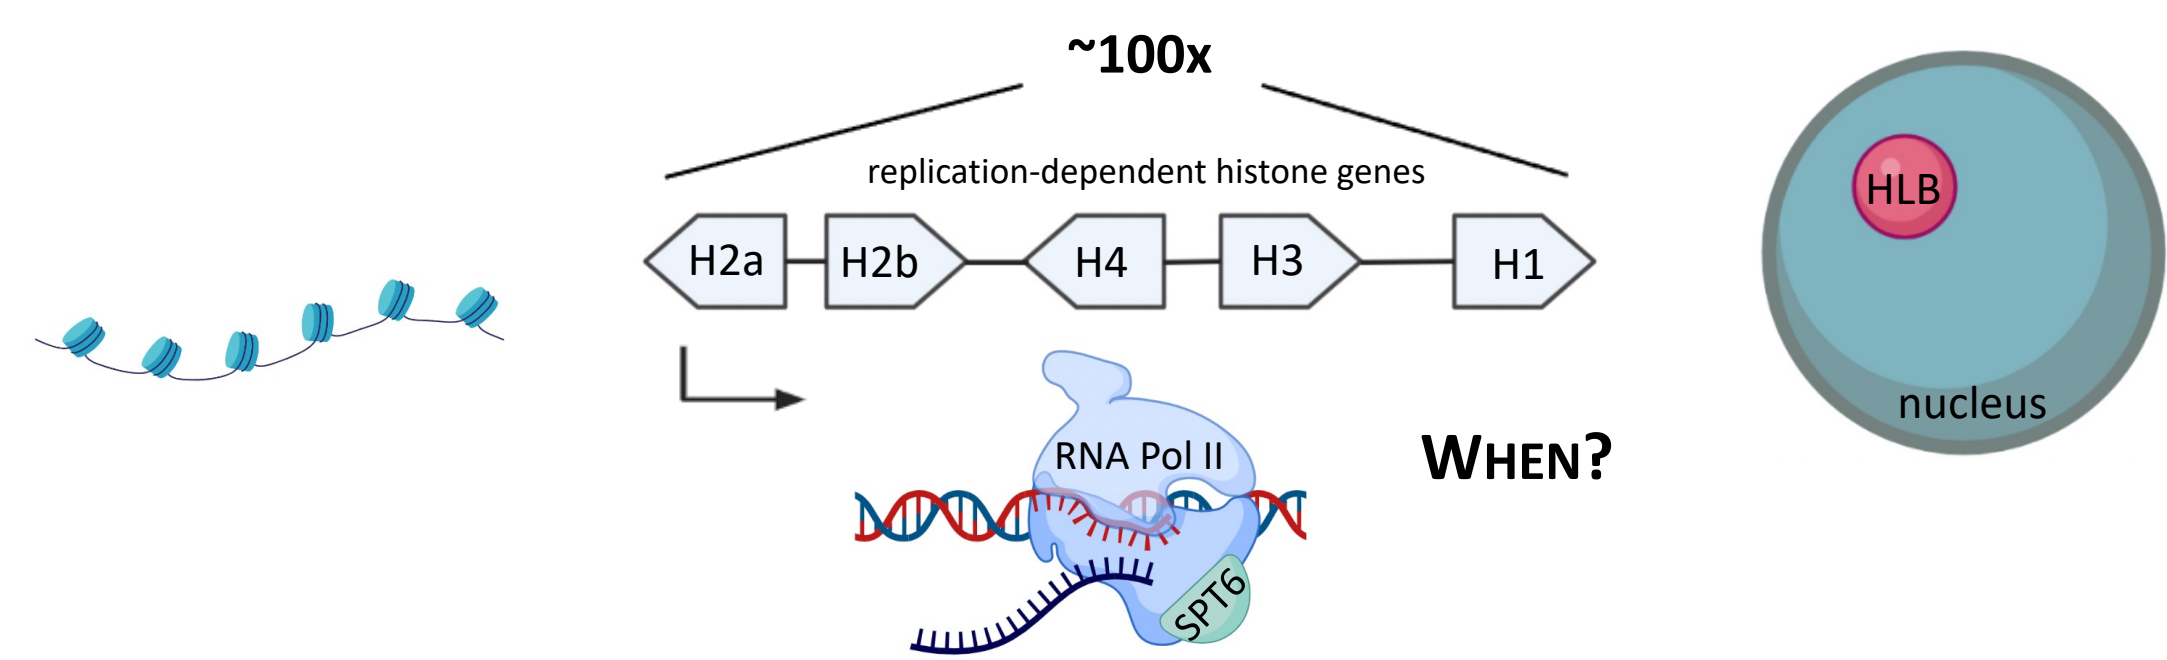 ~100x
replication-dependent histone genes
H2a
H2b
H4
H3
H1
RNA Pol II
SPT6
WHEN?
HLB
nucleus